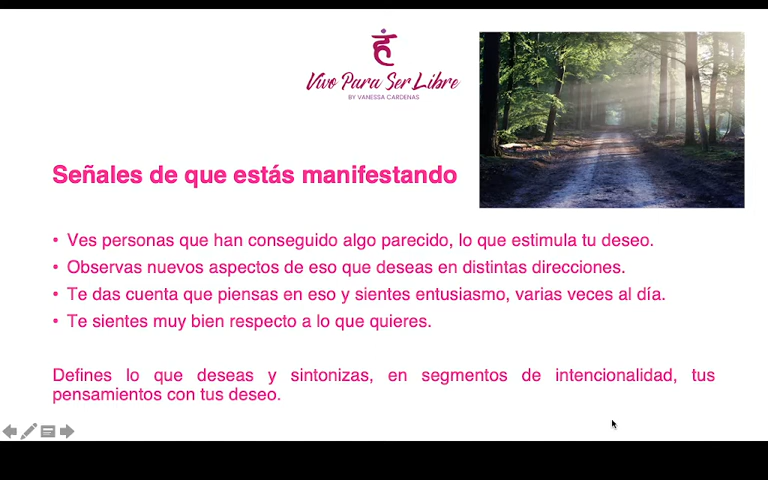 हं
Vivo Para Ser Libre
BY VANESSA CARDENAS
Señales de que estás manifestando
• Ves personas que han conseguido algo parecido, lo que estimula tu deseo.
• Observas nuevos aspectos de eso que deseas en distintas direcciones.
• Te das cuenta que piensas en eso y sientes entusiasmo, varias veces al día.
• Te sientes muy bien respecto a lo que quieres.
Defines lo que deseas y sintonizas, en segmentos de intencionalidad, tus
pensamientos con tus deseo.